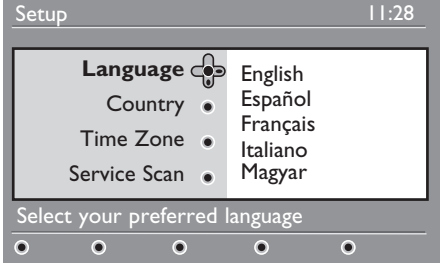 Setup 11:28
Language
Country
Time Zone
Service Scan
English
Español
Français
Italiano
Magyar
Select your preferred language